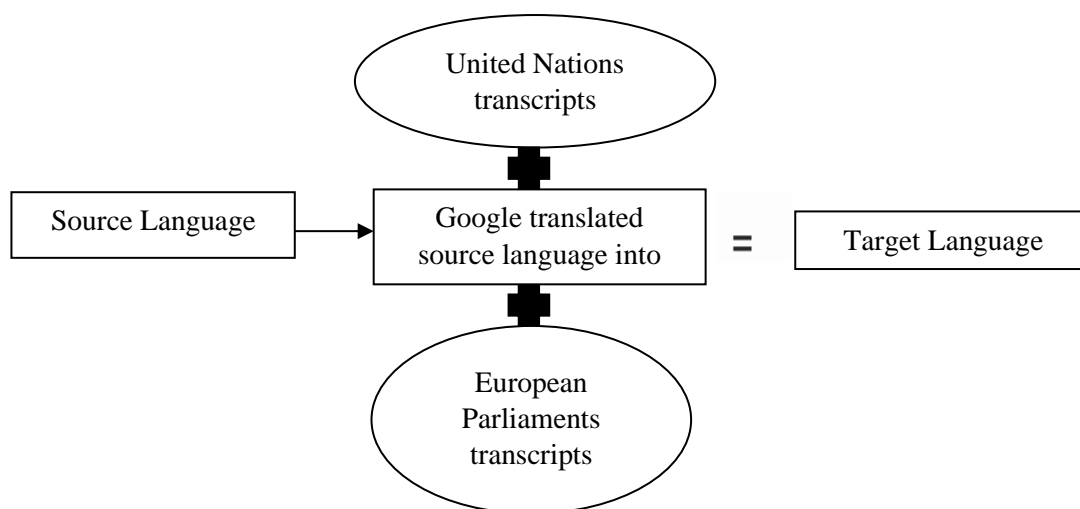 United Nations
transcripts
Source Language
Google translated
source language into
=
Target Language
European
Parliaments
transcripts